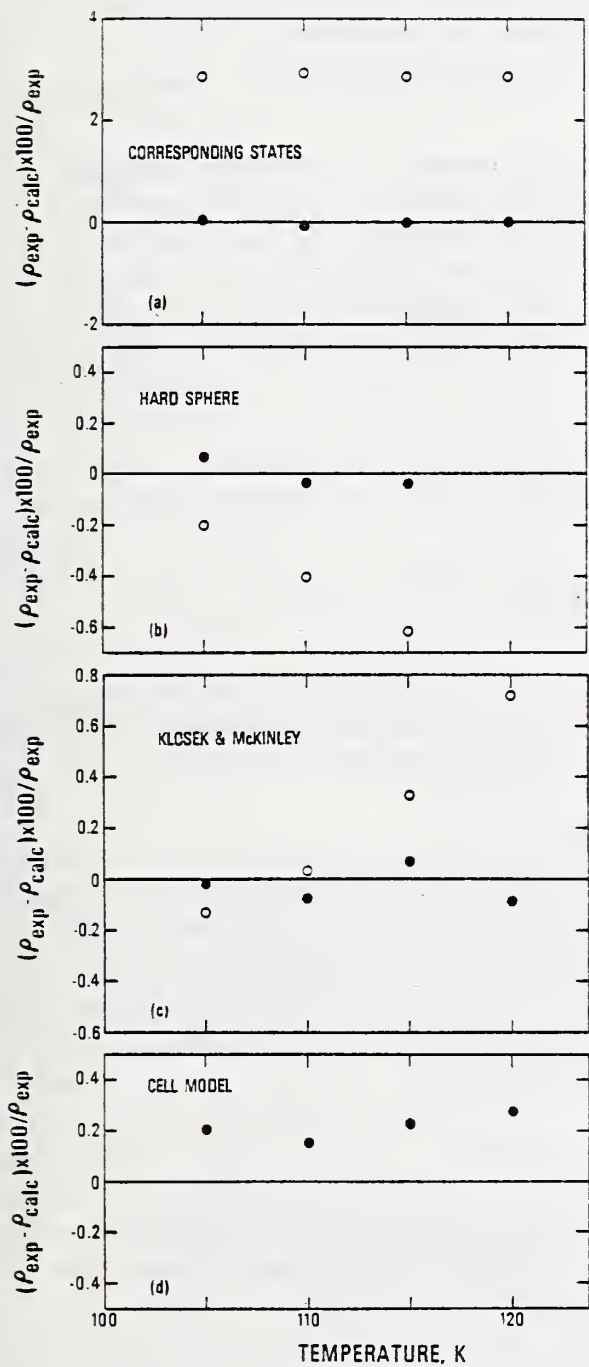 (ρexp-ρcalc)x100/ρexp
4
2
0
-2
CORRESPONDING STATES
(a)
(ρexp-ρcalc)x100/ρexp
0.4
0.2
0
-0.2
-0.4
-0.6
HARD SPHERE
(b)
(ρexp-ρcalc)x100/ρexp
0.8
0.6
0.4
0.2
0
-0.2
-0.4
-0.6
KLOSEK & McKINLEY
(c)
(ρexp-ρcalc)x100/ρexp
0.4
0.2
0
-0.2
-0.4
CELL MODEL
(d)
100 110 120
TEMPERATURE, K